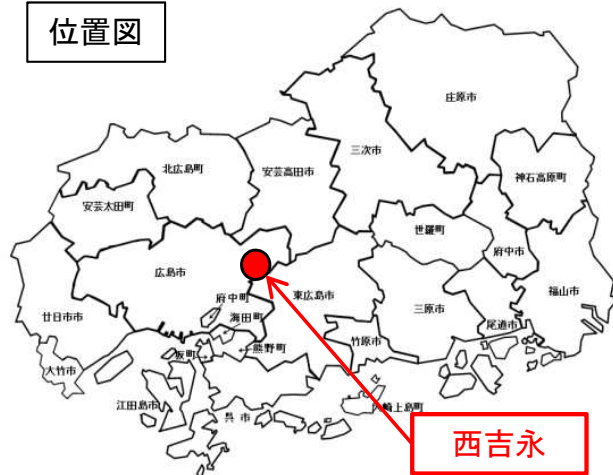 位置図
庄原市
三次市
北広島町
安芸高田市
神石高原町
安芸太田町
世羅町
府中市
広島市
東広島市
福山市
府中町
三原市
廿日市市
海田町
尾道市
竹原市
坂町
熊野町
大竹市
江田島市
呉市
大崎上島町
西吉永